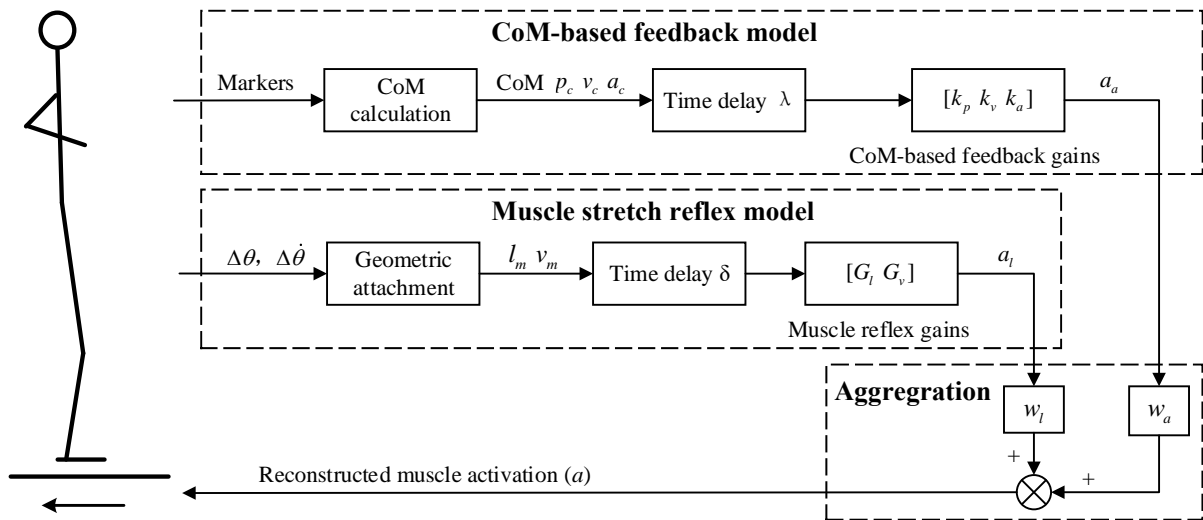 CoM-based feedback model
Markers
CoM
calculation
CoM p_c v_c a_c
Time delay λ
[k_p k_v k_a]
a_a
CoM-based feedback gains
Muscle stretch reflex model
Δθ, Δθ̇
Geometric
attachment
l_m v_m
Time delay δ
[G_l G_v]
a_l
Muscle reflex gains
Aggregration
w_l
w_a
+
+
Reconstructed muscle activation (a)